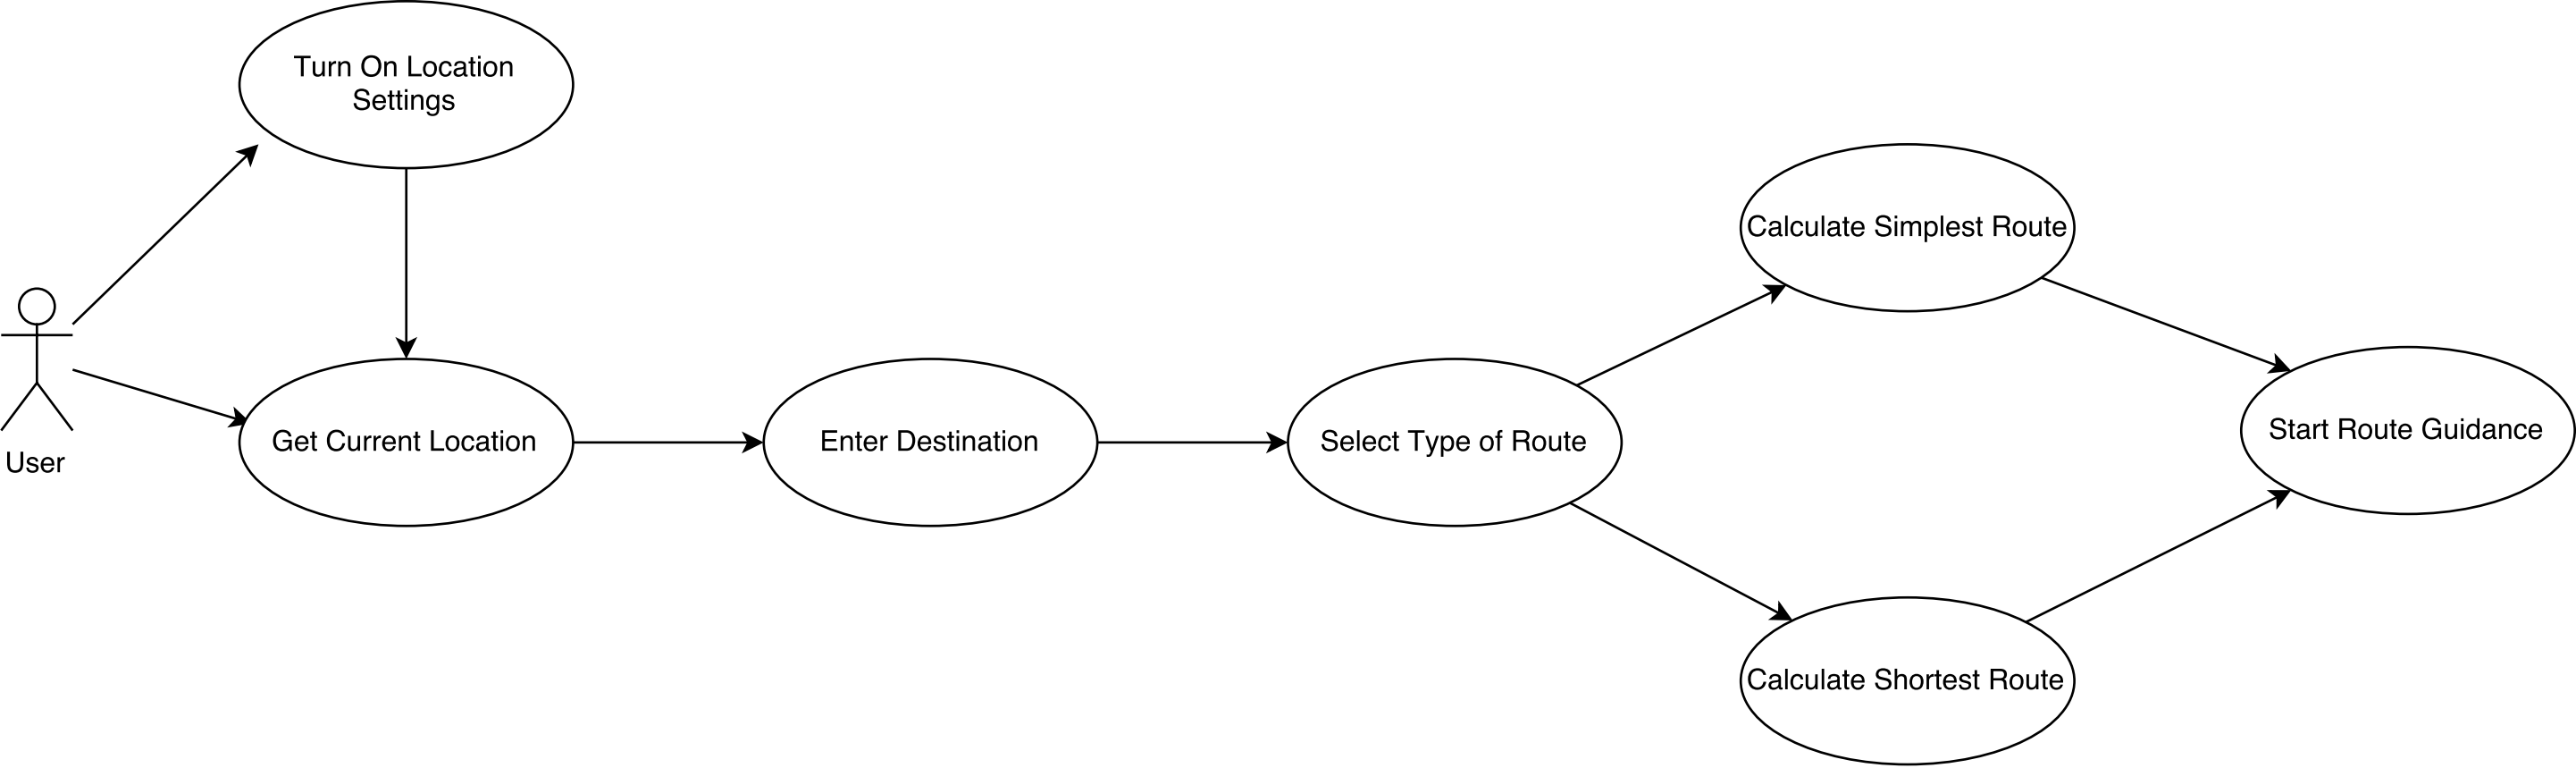 Turn On Location
Settings
User
Get Current Location
Enter Destination
Select Type of Route
Calculate Simplest Route
Calculate Shortest Route
Start Route Guidance